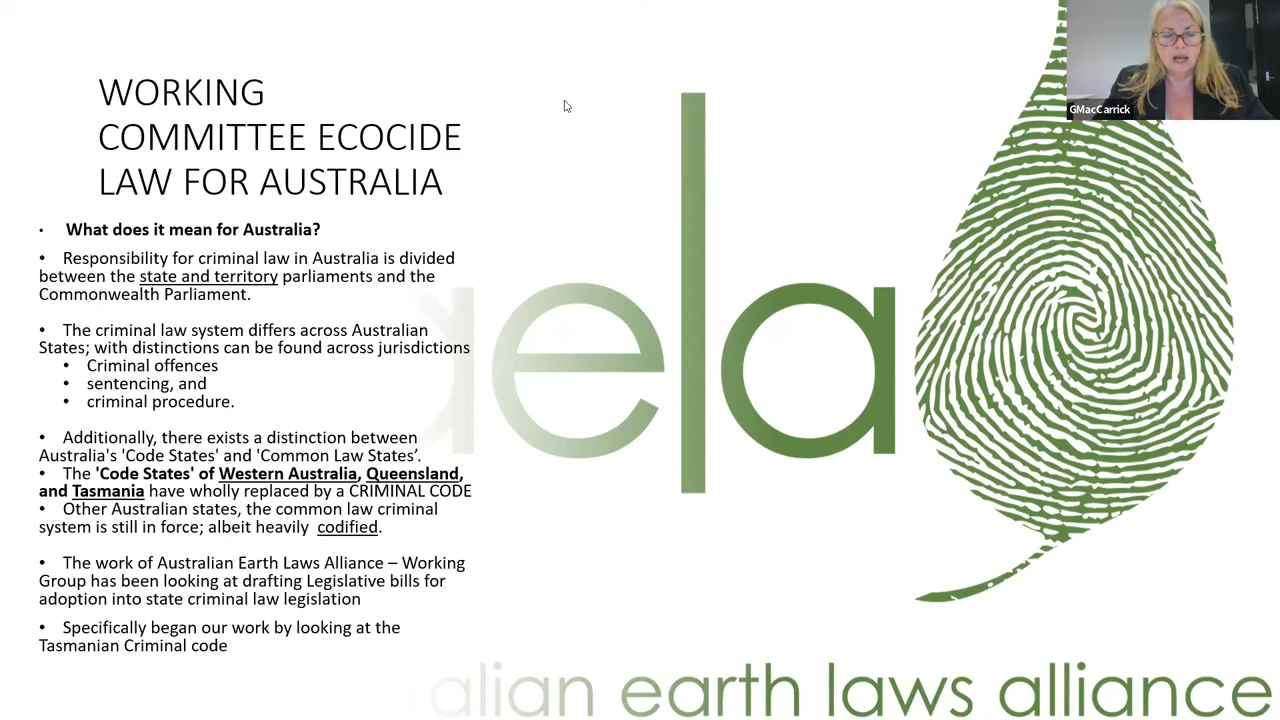 WORKING
COMMITTEE ECOCIDE
LAW FOR AUSTRALIA
• What does it mean for Australia?
• Responsibility for criminal law in Australia is divided
between the state and territory parliaments and the
Commonwealth Parliament.
• The criminal law system differs across Australian
States; with distinctions can be found across jurisdictions
• Criminal offences
• sentencing, and
• criminal procedure.
• Additionally, there exists a distinction between
Australia's 'Code States' and 'Common Law States’.
• The 'Code States' of Western Australia, Queensland,
and Tasmania have wholly replaced by a CRIMINAL CODE
• Other Australian states, the common law criminal
system is still in force; albeit heavily codified.
• The work of Australian Earth Laws Alliance – Working
Group has been looking at drafting Legislative bills for
adoption into state criminal law legislation
• Specifically began our work by looking at the
Tasmanian Criminal code
aela
alian earth laws alliance
GMacCarrick